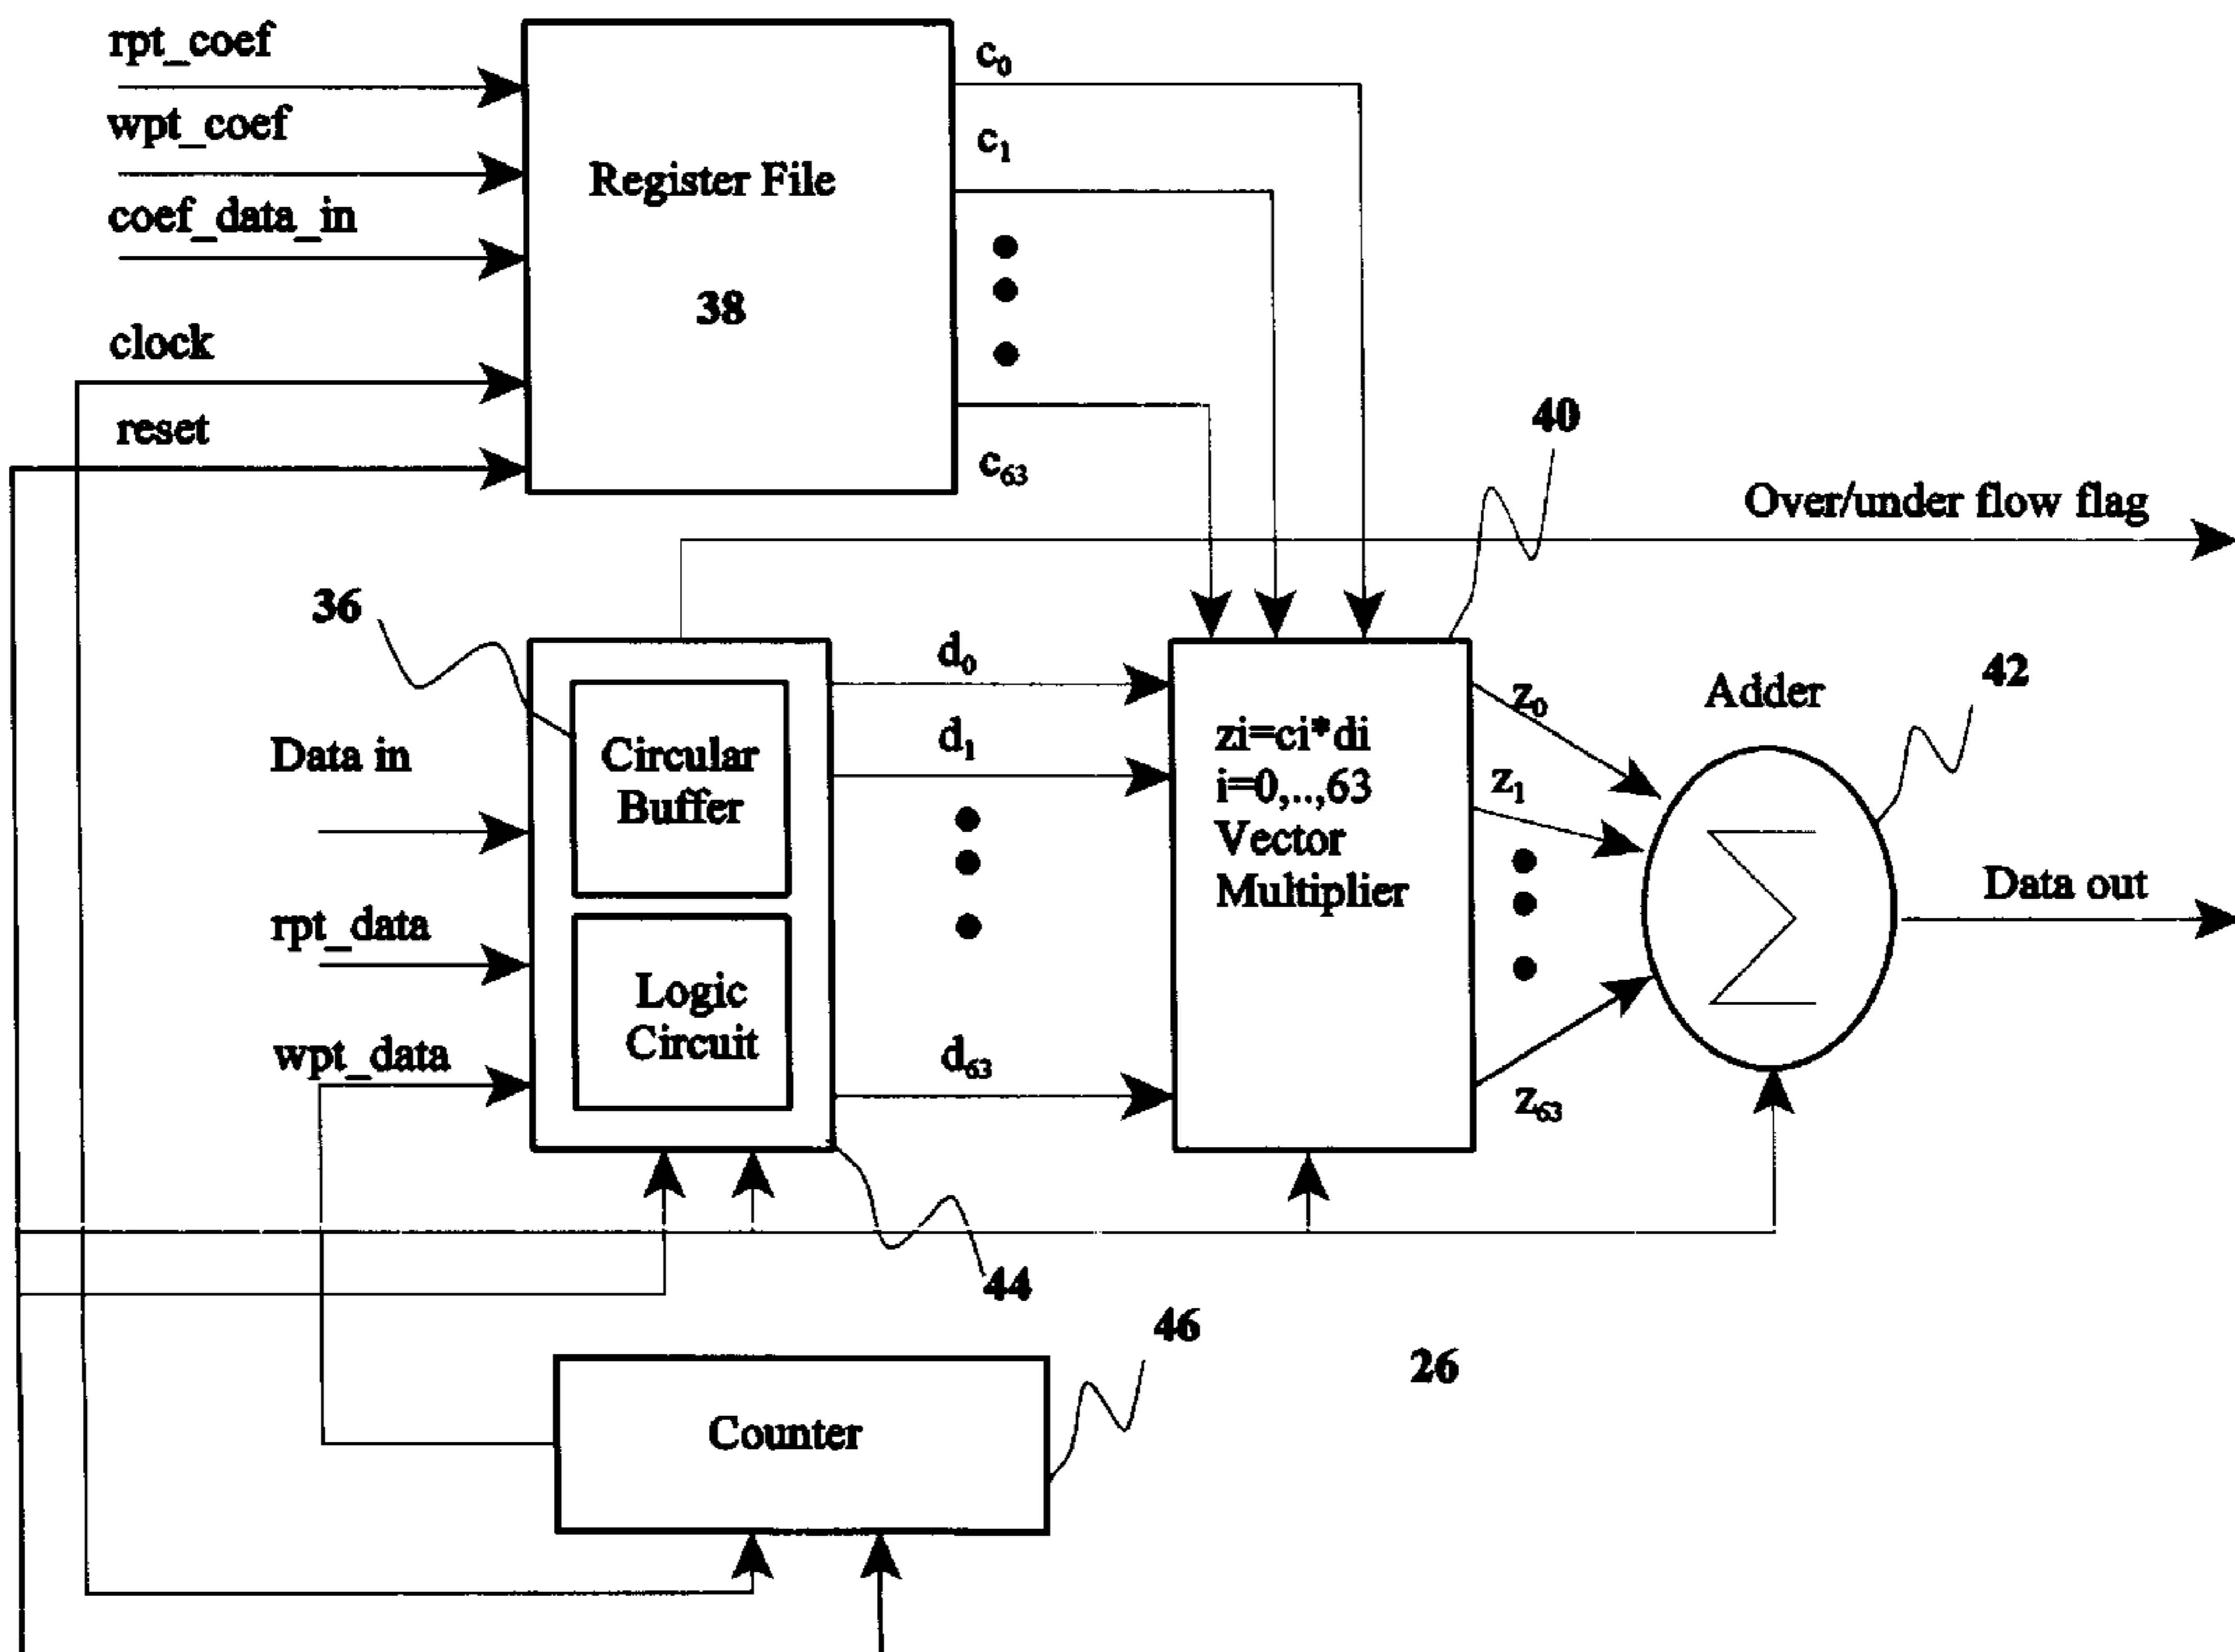 rpt_coef
wpt_coef
coef_data_in
clock
reset
Register File
38
c0
c1
c63
40
Over/under flow flag
36
Data in
rpt_data
wpt_data
Circular
Buffer
Logic
Circuit
d0
d1
d63
zi=ci*di
i=0,..,63
Vector
Multiplier
z0
z1
z63
Adder
42
Σ
Data out
44
46
26
Counter